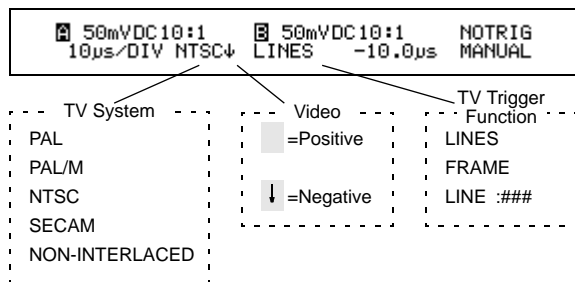 A 50mVDC10:1 B 50mVDC10:1 NOTRIG
10µs/DIV NTSC↓ LINES -10.0µs MANUAL
TV System
PAL
PAL/M
NTSC
SECAM
NON-INTERLACED
Video
=Positive
↓ =Negative
TV Trigger
Function
LINES
FRAME
LINE :###